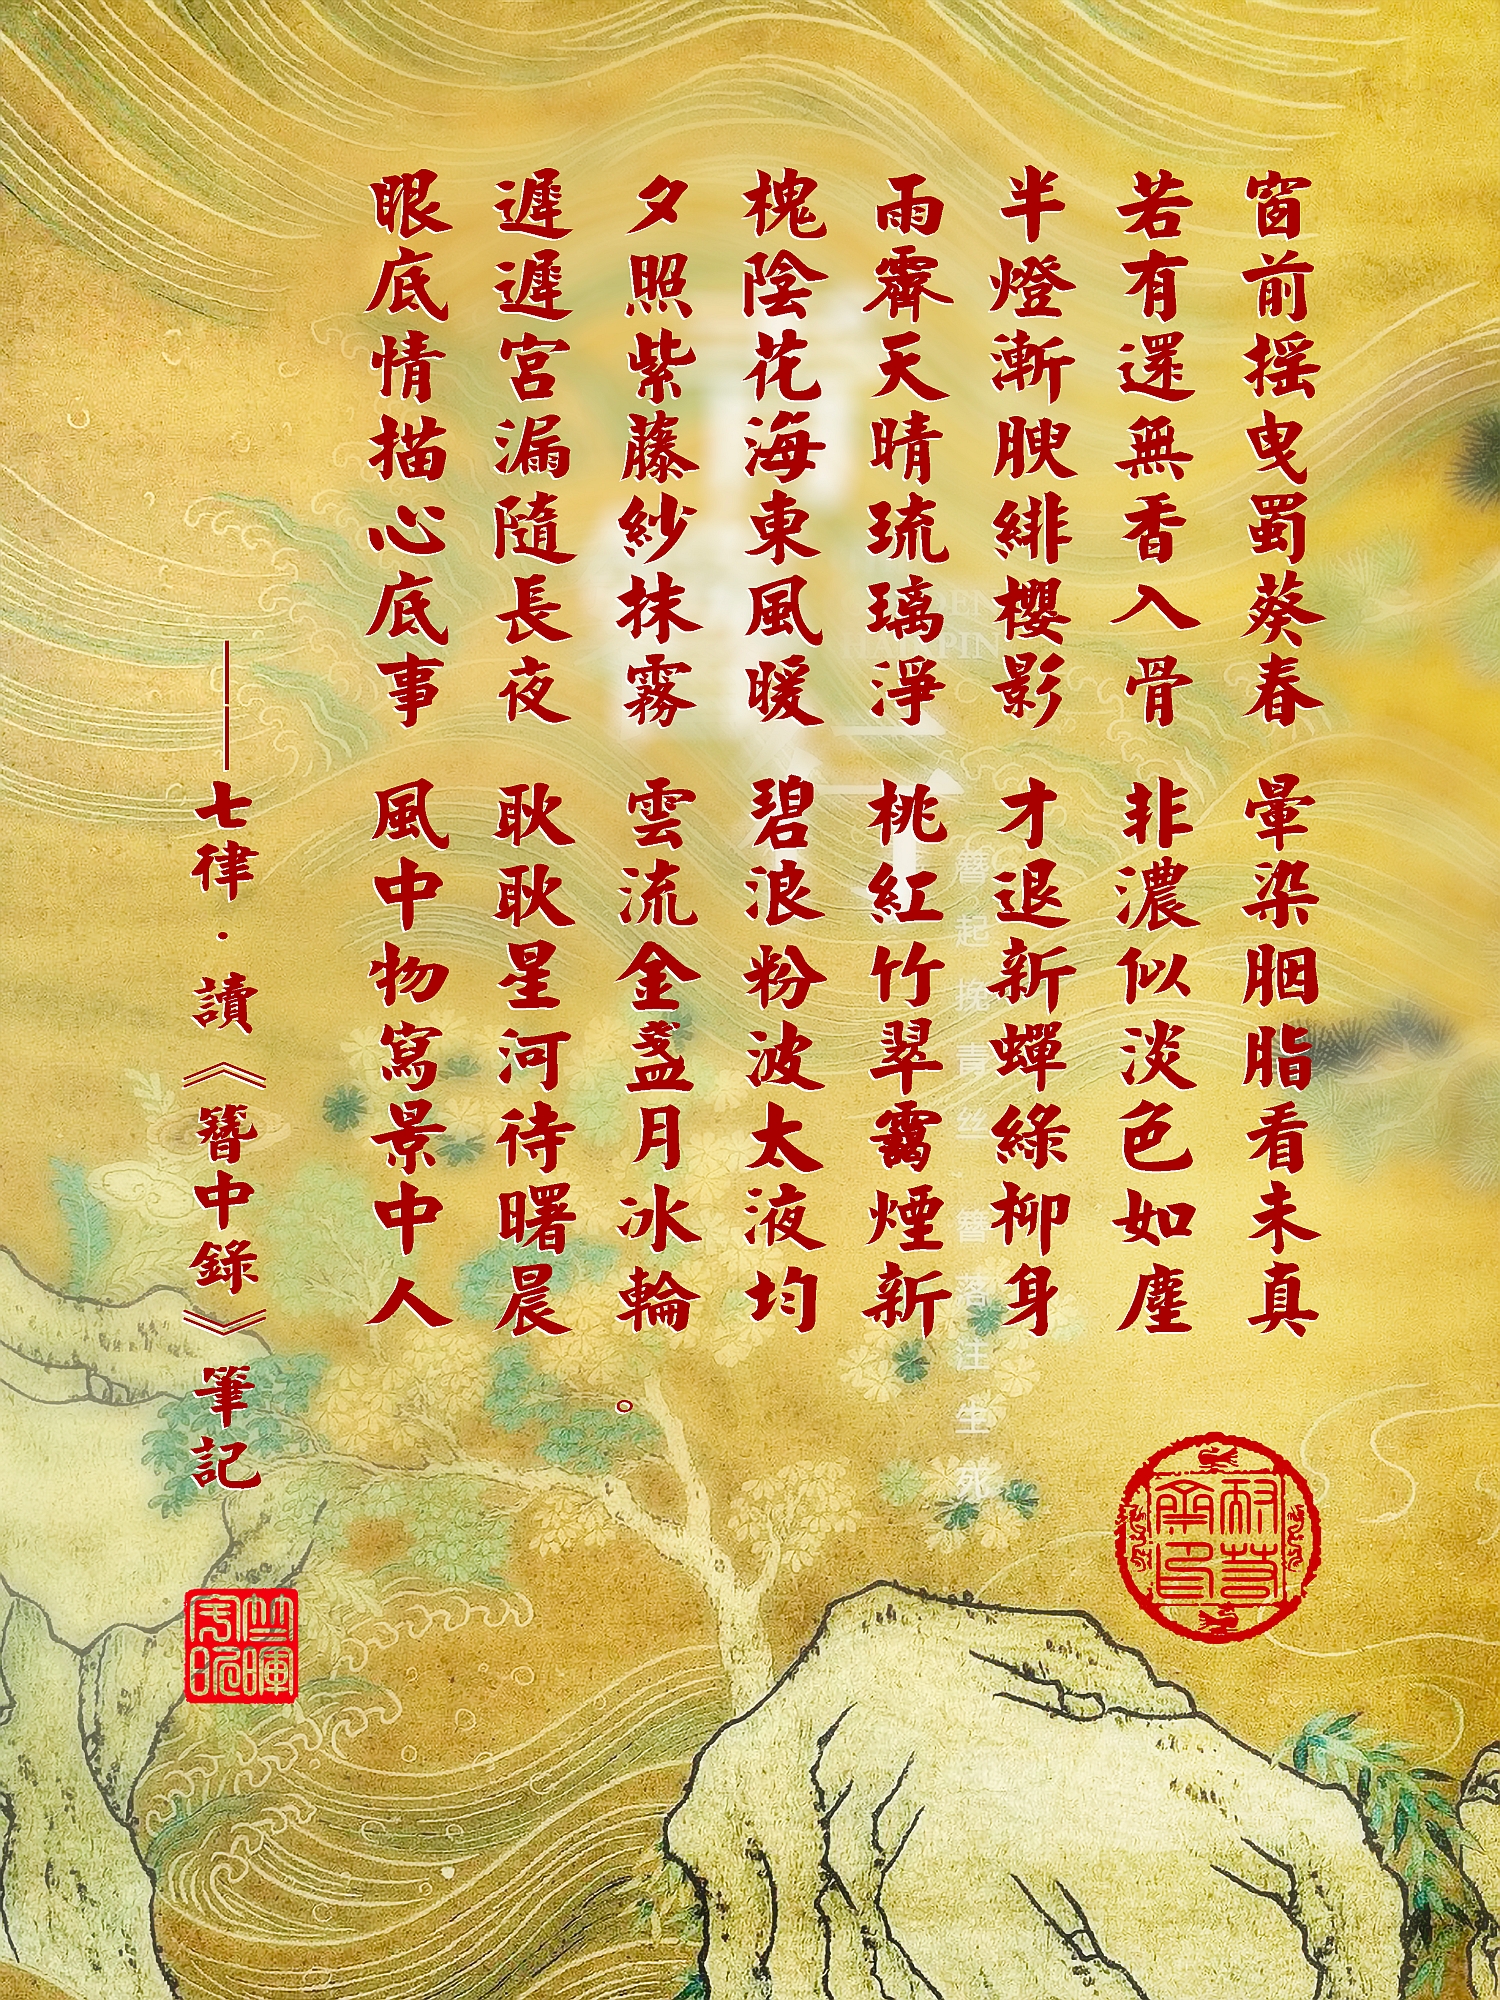 窗前摇曳蜀葵春 暈染胭脂看未真
若有還無香入骨 非濃似淡色如塵
半燈漸腴緋櫻影 才退新蟬綠柳身
雨霽天晴琉璃淨 桃紅竹翠靄煙新
槐陰花海東風暖 碧浪粉波太液均
夕照紫藤紗抹霧 雲流金盞月冰輪
遲遲宮漏隨長夜 耿耿星河待曙晨
眼底情描心底事 風中物寫景中人
——七律·讀《簪中錄》筆記
。
簪起挽青丝
簪落注生死